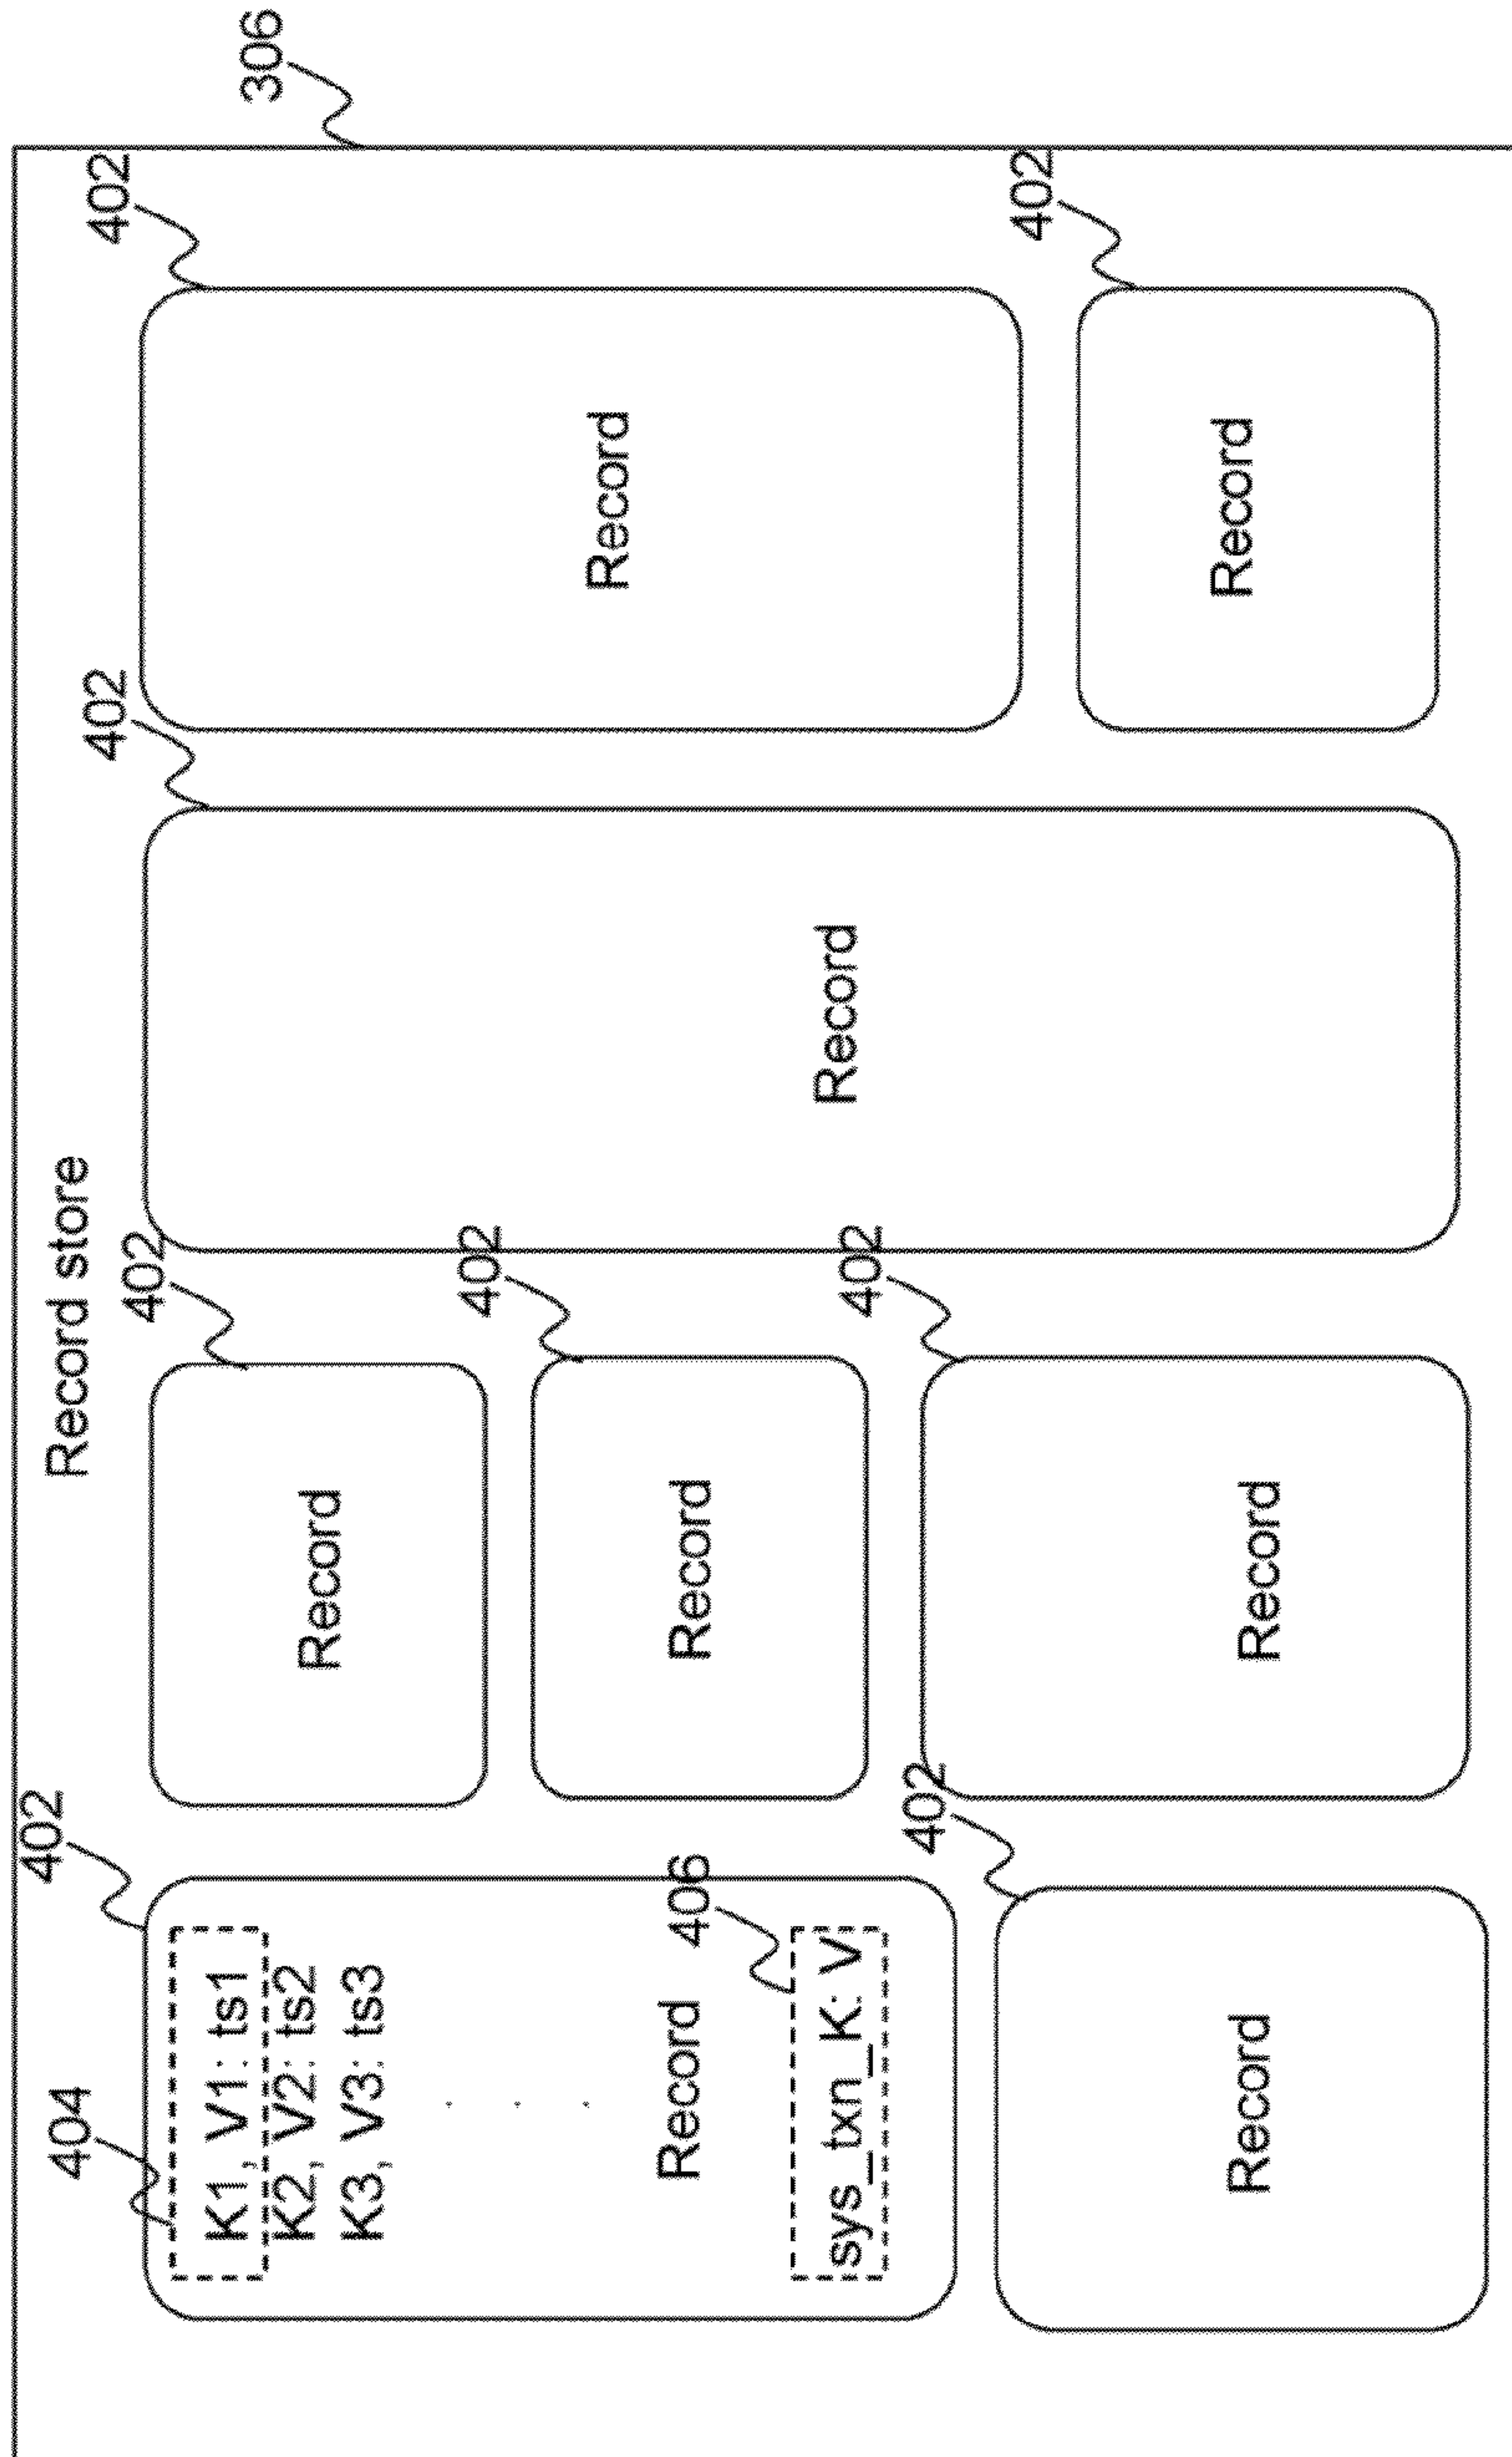 306
Record store
402
402
402
402
404
K1, V1: ts1
K2, V2: ts2
K3, V3: ts3
. . .
Record
406
sys_txn_K: V
Record
402
Record
Record
Record
402
Record
402
Record
402
Record